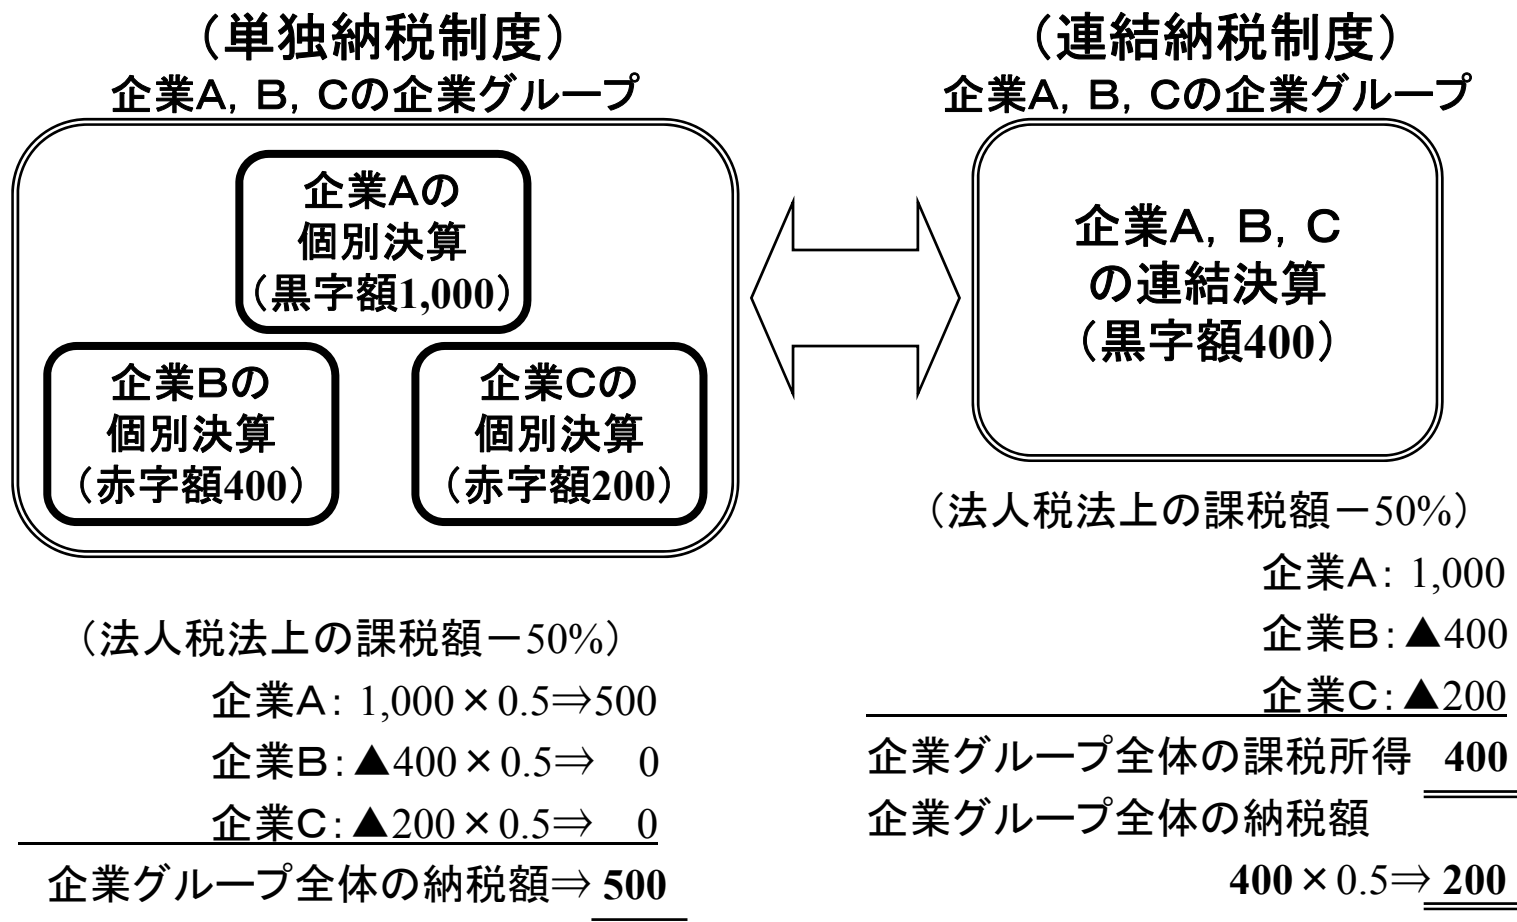 （単独納税制度）
企業A，B，Cの企業グループ
企業Aの
個別決算
（黒字額1,000）
企業Bの
個別決算
（赤字額400）
企業Cの
個別決算
（赤字額200）
（法人税法上の課税額－50%）
企業A：1,000×0.5⇒500
企業B：▲400×0.5⇒ 0
企業C：▲200×0.5⇒ 0
企業グループ全体の納税額⇒ 500
（連結納税制度）
企業A，B，Cの企業グループ
企業A，B，C
の連結決算
（黒字額400）
（法人税法上の課税額－50%）
企業A：1,000
企業B：▲400
企業C：▲200
企業グループ全体の課税所得 400
企業グループ全体の納税額
400×0.5⇒ 200